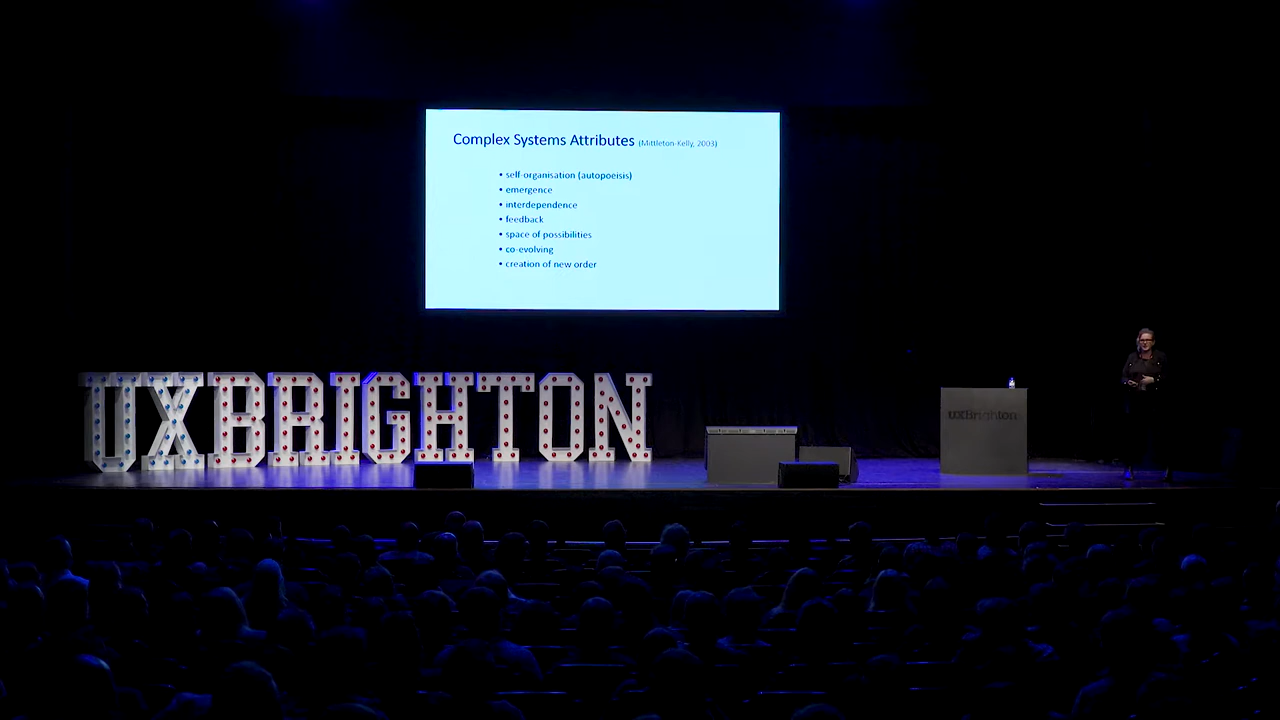 Complex Systems Attributes (Mittleton-Kelly, 2003)
• self-organisation (autopoeisis)
• emergence
• interdependence
• feedback
• space of possibilities
• co-evolving
• creation of new order
UXBRIGHTON
uxBrighton